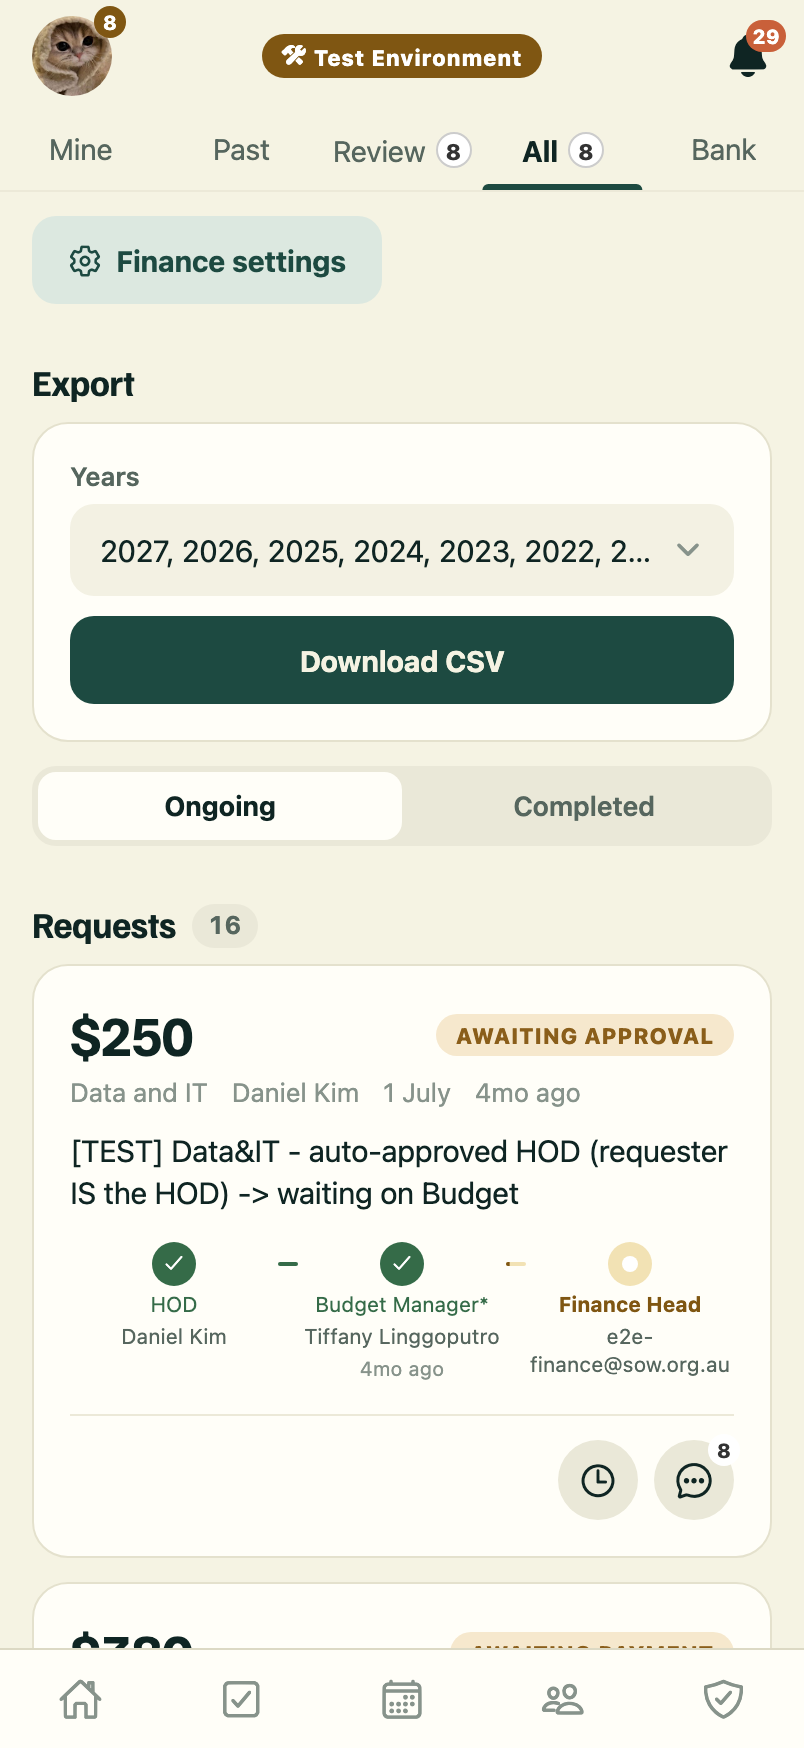 8
Test Environment
29
Mine
Past
Review 8
All 8
Bank
Finance settings
Export
Years
2027, 2026, 2025, 2024, 2023, 2022, 2...
Download CSV
Ongoing
Completed
Requests 16
$250
AWAITING APPROVAL
Data and IT Daniel Kim 1 July 4mo ago
[TEST] Data&IT - auto-approved HOD (requester
IS the HOD) -> waiting on Budget
HOD
Daniel Kim
Budget Manager*
Tiffany Linggoputro
4mo ago
Finance Head
e2e-
finance@sow.org.au
8
AWAITING PAYMENT